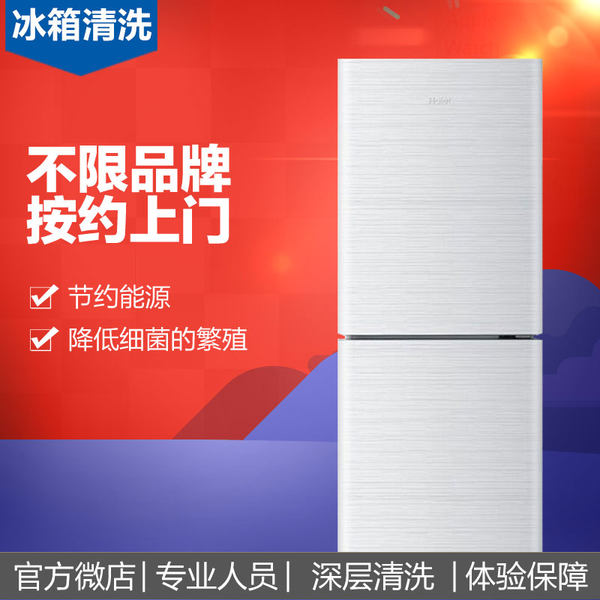 冰箱清洗
Haier
不限品牌
按约上门
节约能源
降低细菌的繁殖
官方微店| 专业人员| 深层清洗 |体验保障